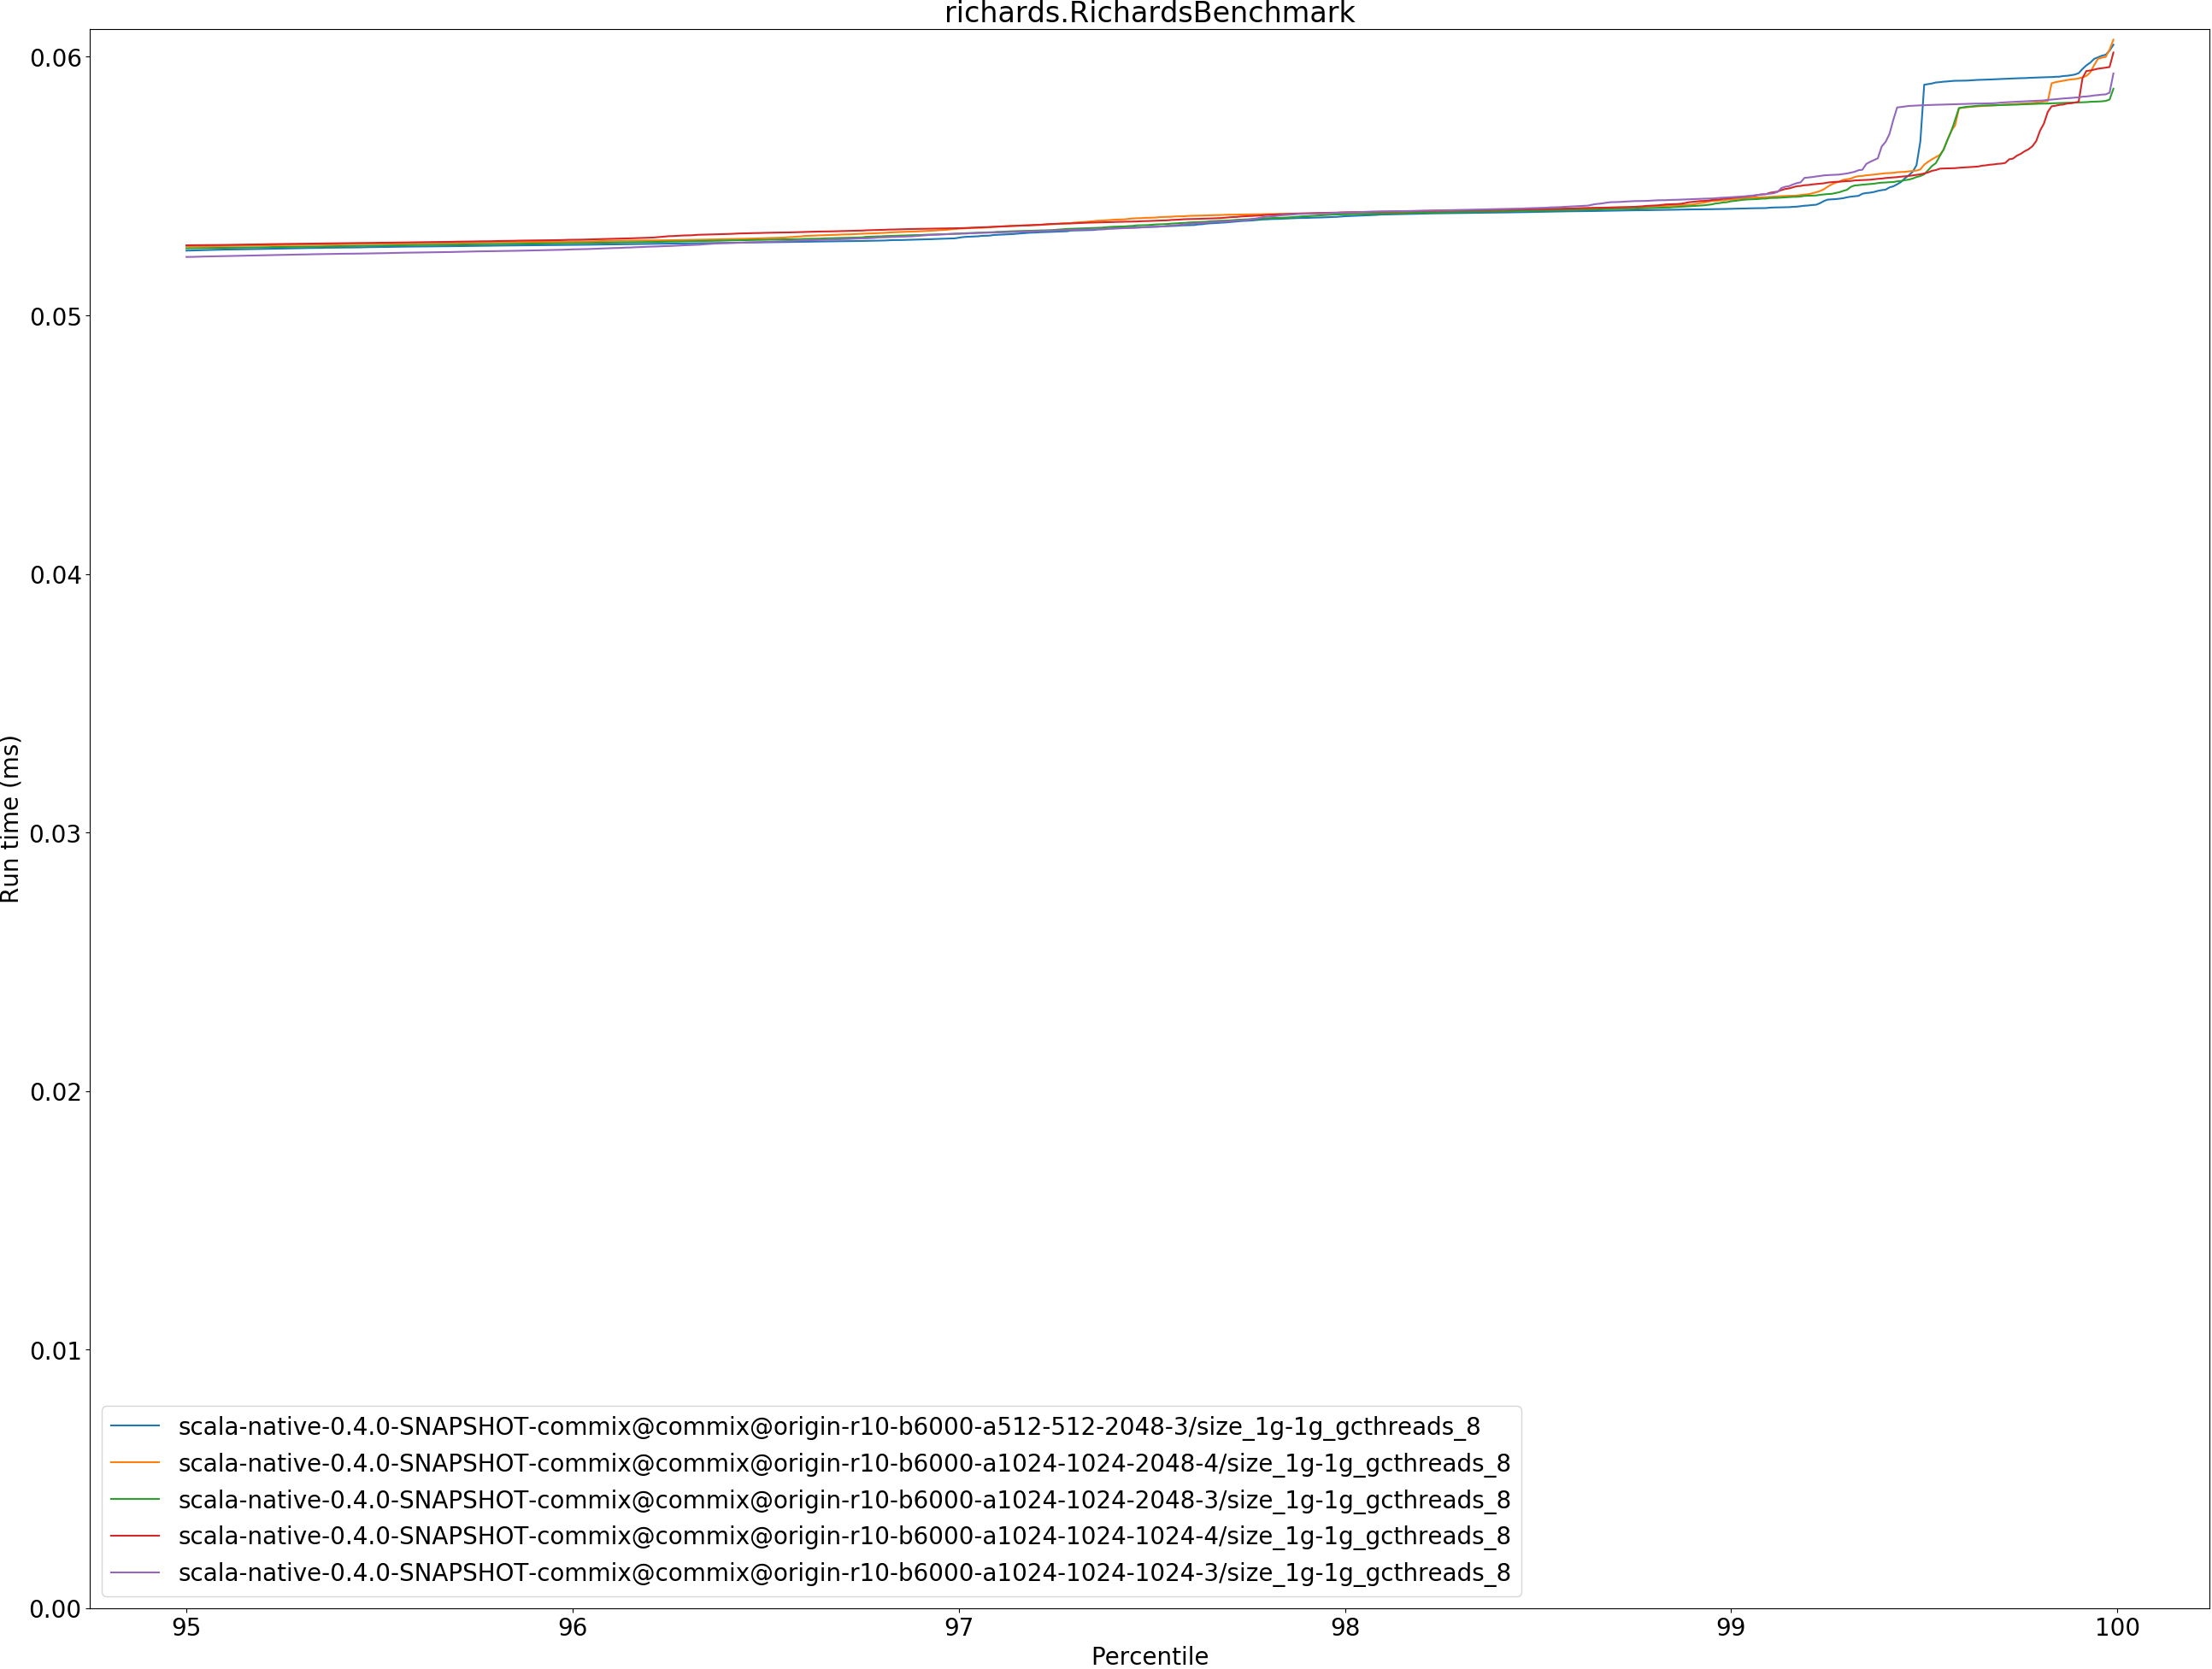 richards.RichardsBenchmark
0.06
0.05
0.04
0.03
0.02
0.01
0.00
Run time (ms)
scala-native-0.4.0-SNAPSHOT-commix@commix@origin-r10-b6000-a512-512-2048-3/size_1g-1g_gcthreads_8
scala-native-0.4.0-SNAPSHOT-commix@commix@origin-r10-b6000-a1024-1024-2048-4/size_1g-1g_gcthreads_8
scala-native-0.4.0-SNAPSHOT-commix@commix@origin-r10-b6000-a1024-1024-2048-3/size_1g-1g_gcthreads_8
scala-native-0.4.0-SNAPSHOT-commix@commix@origin-r10-b6000-a1024-1024-1024-4/size_1g-1g_gcthreads_8
scala-native-0.4.0-SNAPSHOT-commix@commix@origin-r10-b6000-a1024-1024-1024-3/size_1g-1g_gcthreads_8
95 96 97 98 99 100
Percentile